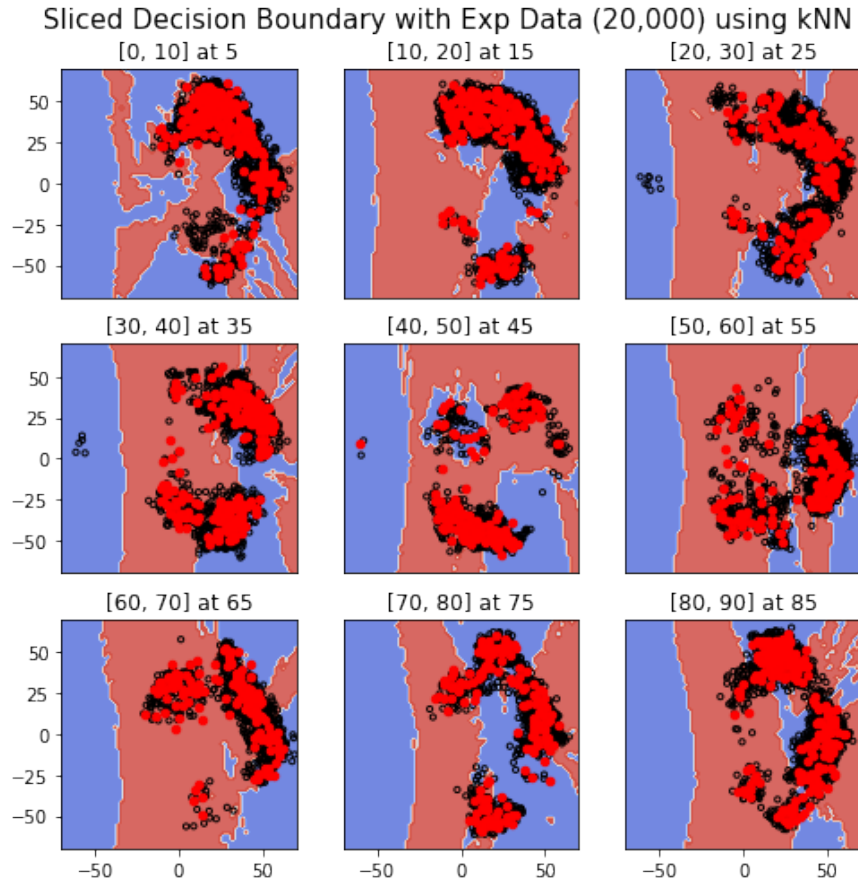 Sliced Decision Boundary with Exp Data (20,000) using kNN
[0, 10] at 5
[10, 20] at 15
[20, 30] at 25
50
25
0
−25
−50
[30, 40] at 35
[40, 50] at 45
[50, 60] at 55
50
25
0
−25
−50
[60, 70] at 65
[70, 80] at 75
[80, 90] at 85
50
25
0
−25
−50
−50 0 50 −50 0 50 −50 0 50